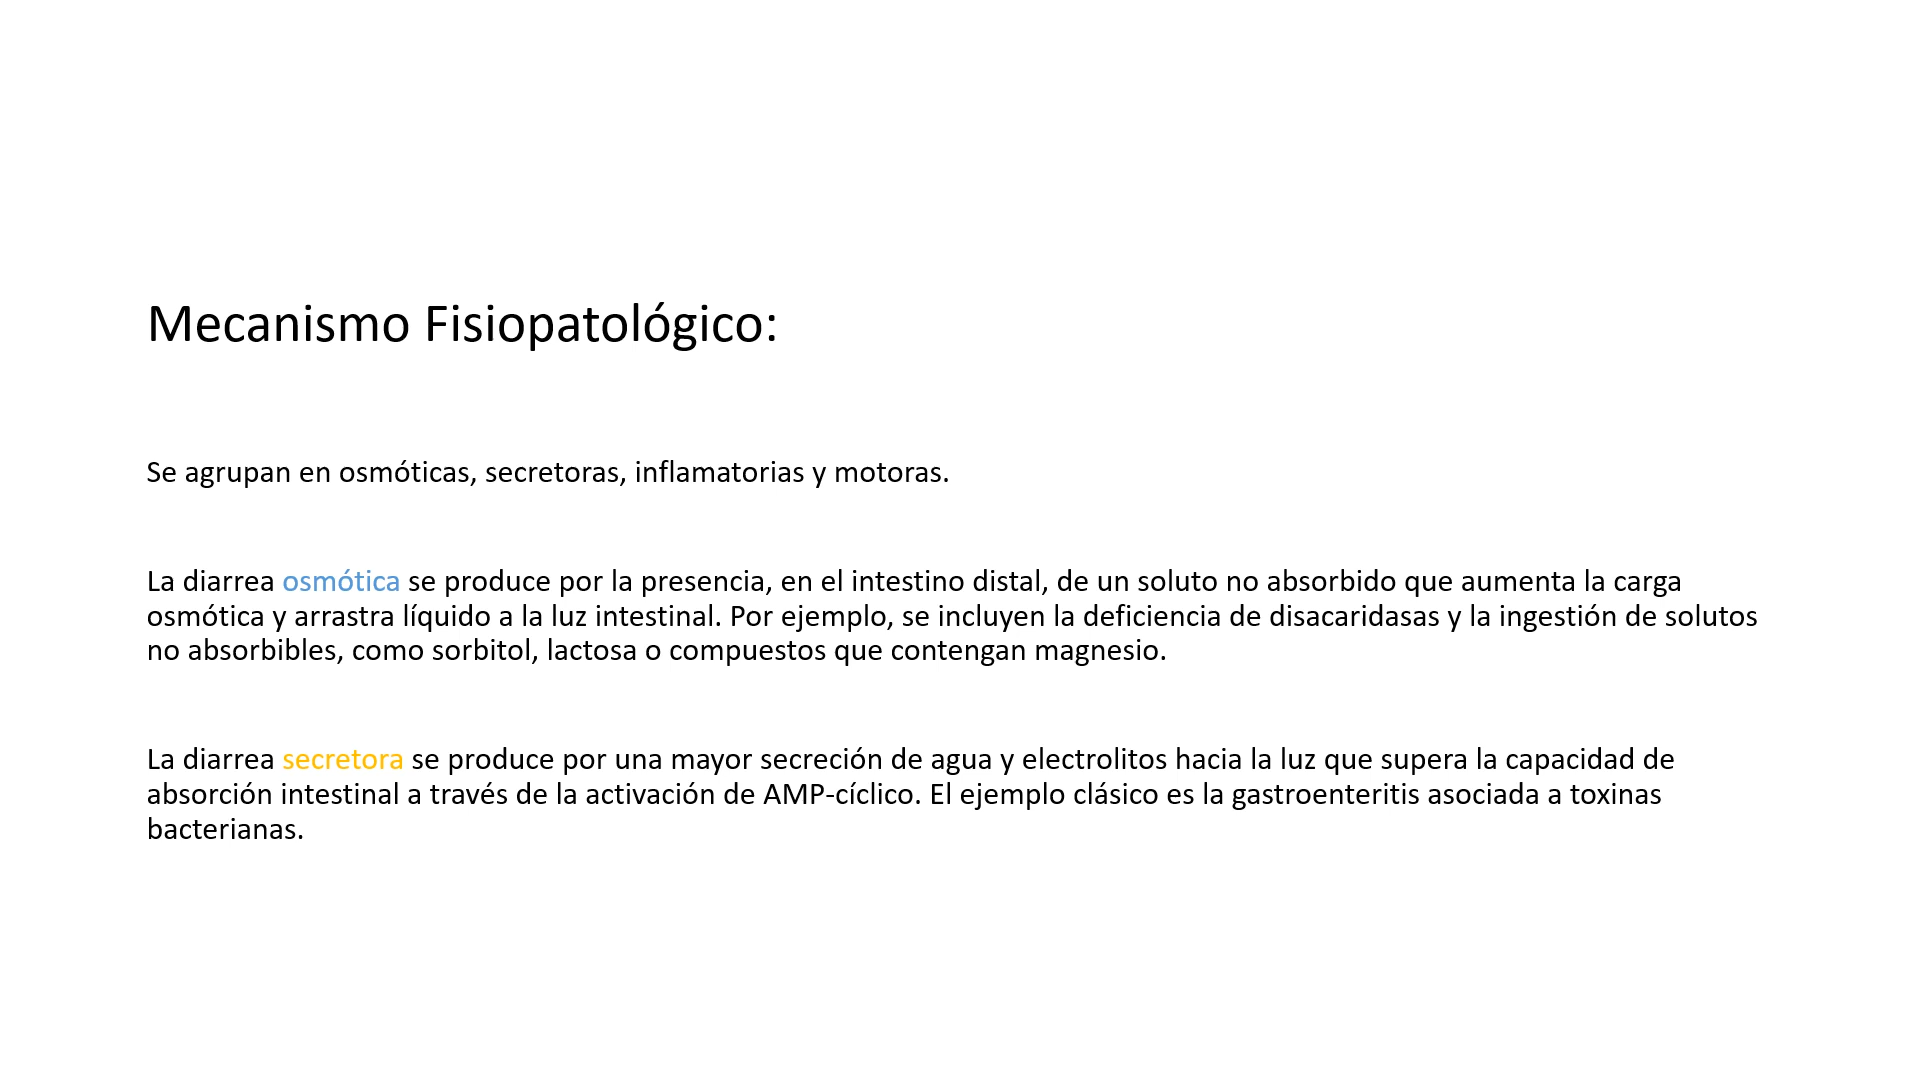 Mecanismo Fisiopatológico:
Se agrupan en osmóticas, secretoras, inflamatorias y motoras.
La diarrea osmótica se produce por la presencia, en el intestino distal, de un soluto no absorbido que aumenta la carga
osmótica y arrastra líquido a la luz intestinal. Por ejemplo, se incluyen la deficiencia de disacaridasas y la ingestión de solutos
no absorbibles, como sorbitol, lactosa o compuestos que contengan magnesio.
La diarrea secretora se produce por una mayor secreción de agua y electrolitos hacia la luz que supera la capacidad de
absorción intestinal a través de la activación de AMP-cíclico. El ejemplo clásico es la gastroenteritis asociada a toxinas
bacterianas.